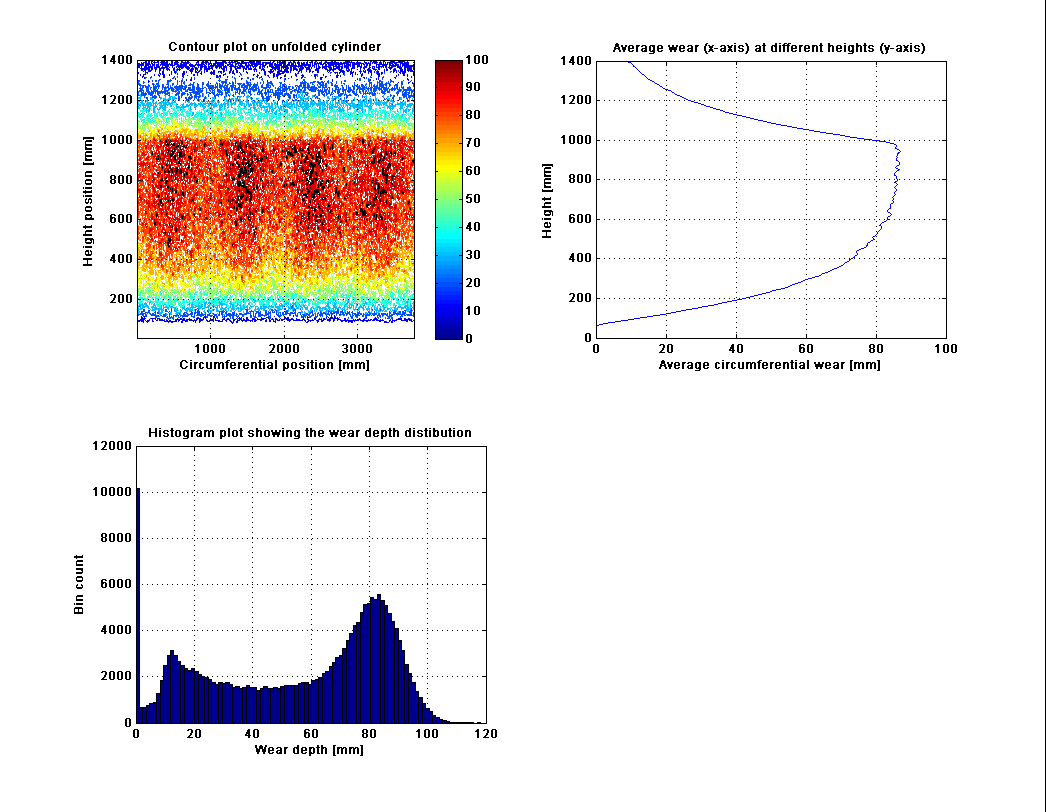 Contour plot on unfolded cylinder
1400
1200
1000
800
600
400
200
Height position [mm]
1000 2000 3000
Circumferential position [mm]
100
90
80
70
60
50
40
30
20
10
0
Average wear (x-axis) at different heights (y-axis)
1400
1200
1000
800
600
400
200
0
Height [mm]
0 20 40 60 80 100
Average circumferential wear [mm]
Histogram plot showing the wear depth distibution
12000
10000
8000
6000
4000
2000
0
Bin count
0 20 40 60 80 100 120
Wear depth [mm]